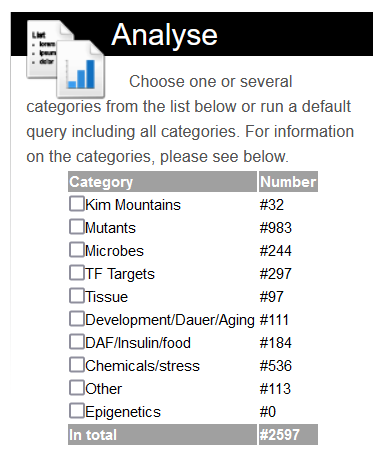 Analyse
List
lorem
ipsum
dolor
Choose one or several
categories from the list below or run a default
query including all categories. For information
on the categories, please see below.
Category Number
Kim Mountains #32
Mutants #983
Microbes #244
TF Targets #297
Tissue #97
Development/Dauer/Aging #111
DAF/Insulin/food #184
Chemicals/stress #536
Other #113
Epigenetics #0
In total #2597